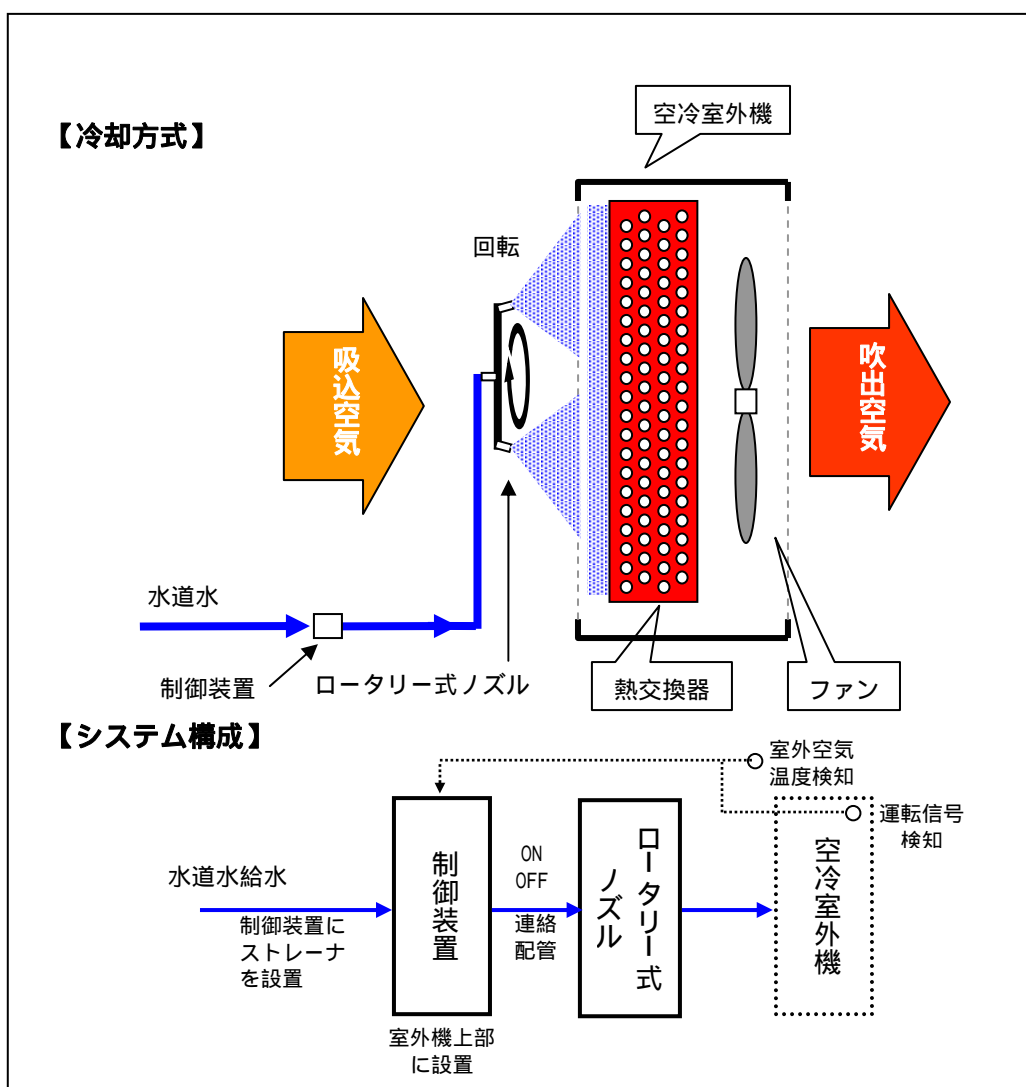 【冷却方式】
空冷室外機
回転
吸込空気
吹出空気
水道水
制御装置
ロータリー式ノズル
熱交換器
ファン
【システム構成】
室外空気
温度検知
運転信号
検知
水道水給水
制御装置に
ストレーナ
を設置
制御装置
ON
OFF
連絡
配管
ロータリー式
ノズル
空冷室外機
室外機上部
に設置